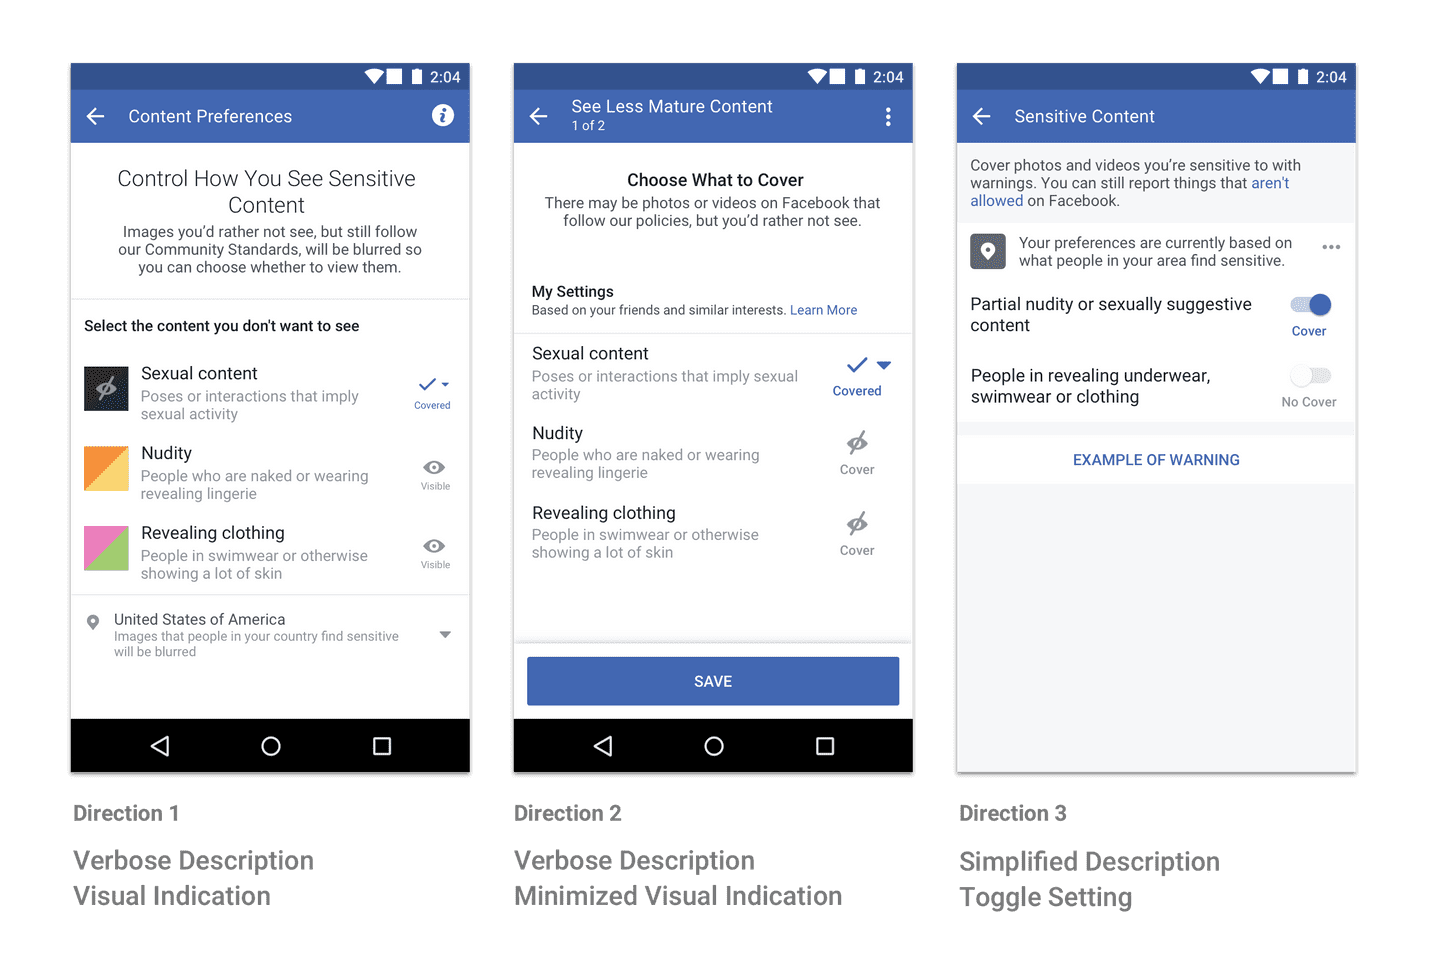 2:04
Content Preferences
Control How You See Sensitive
Content
Images you'd rather not see, but still follow
our Community Standards, will be blurred so
you can choose whether to view them.
Select the content you don't want to see
Sexual content
Poses or interactions that imply
sexual activity
Covered
Nudity
People who are naked or wearing
revealing lingerie
Visible
Revealing clothing
People in swimwear or otherwise
showing a lot of skin
Visible
United States of America
Images that people in your country find sensitive
will be blurred
Direction 1
Verbose Description
Visual Indication
2:04
See Less Mature Content
1 of 2
Choose What to Cover
There may be photos or videos on Facebook that
follow our policies, but you'd rather not see.
My Settings
Based on your friends and similar interests. Learn More
Sexual content
Poses or interactions that imply sexual
activity
Covered
Nudity
People who are naked or wearing
revealing lingerie
Cover
Revealing clothing
People in swimwear or otherwise
showing a lot of skin
Cover
SAVE
Direction 2
Verbose Description
Minimized Visual Indication
2:04
Sensitive Content
Cover photos and videos you're sensitive to with
warnings. You can still report things that aren't
allowed on Facebook.
Your preferences are currently based on
what people in your area find sensitive.
Partial nudity or sexually suggestive
content
Cover
People in revealing underwear,
swimwear or clothing
No Cover
EXAMPLE OF WARNING
Direction 3
Simplified Description
Toggle Setting